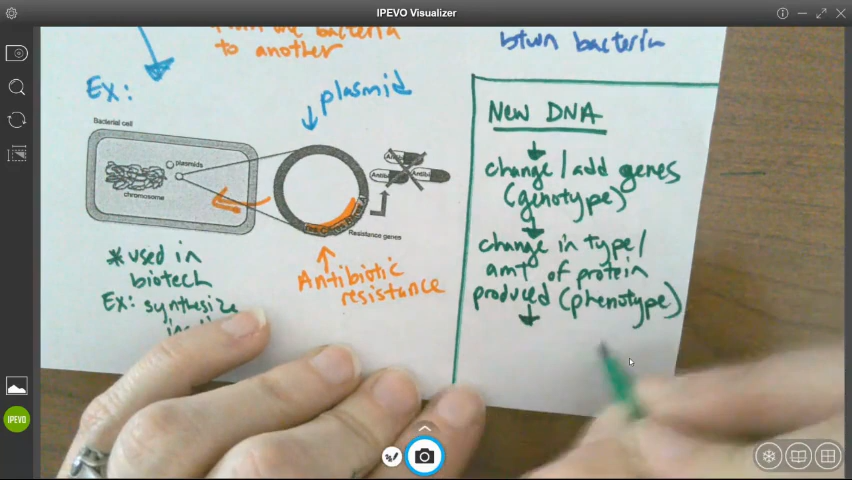 IPEVO Visualizer
to another
btwn bacteria
Ex:
plasmid
Bacterial cell
plasmids
chromosome
Resistance genes
* used in
biotech
Ex: synthesize
Antibiotic
resistance
New DNA
change / add genes
(genotype)
change in type /
amt of protein
produced (phenotype)
IPEVO